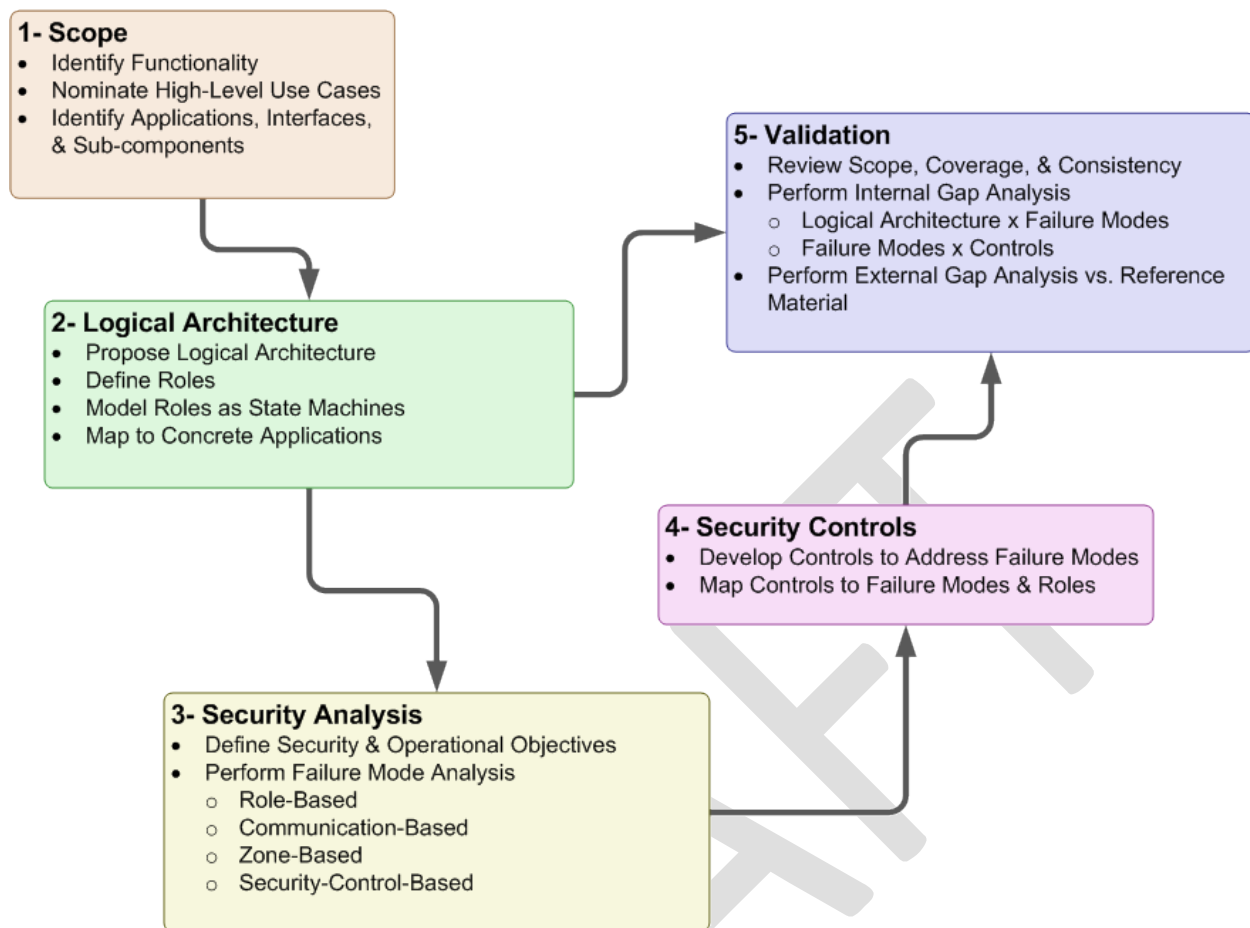 1- Scope
• Identify Functionality
• Nominate High-Level Use Cases
• Identify Applications, Interfaces,
& Sub-components
2- Logical Architecture
• Propose Logical Architecture
• Define Roles
• Model Roles as State Machines
• Map to Concrete Applications
3- Security Analysis
• Define Security & Operational Objectives
• Perform Failure Mode Analysis
o Role-Based
o Communication-Based
o Zone-Based
o Security-Control-Based
4- Security Controls
• Develop Controls to Address Failure Modes
• Map Controls to Failure Modes & Roles
5- Validation
• Review Scope, Coverage, & Consistency
• Perform Internal Gap Analysis
o Logical Architecture x Failure Modes
o Failure Modes x Controls
• Perform External Gap Analysis vs. Reference
Material